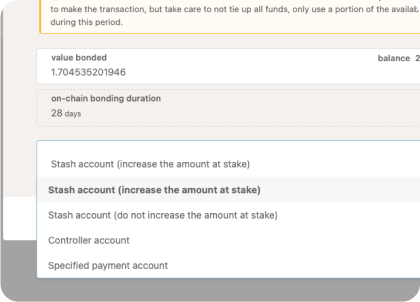 to make the transaction, but take care to not tie up all funds, only use a portion of the
during this period.
value bonded
balance 2
1.704535201946
on-chain bonding duration
28 days
Stash account (increase the amount at stake)
Stash account (increase the amount at stake)
Stash account (do not increase the amount at stake)
Controller account
Specified payment account